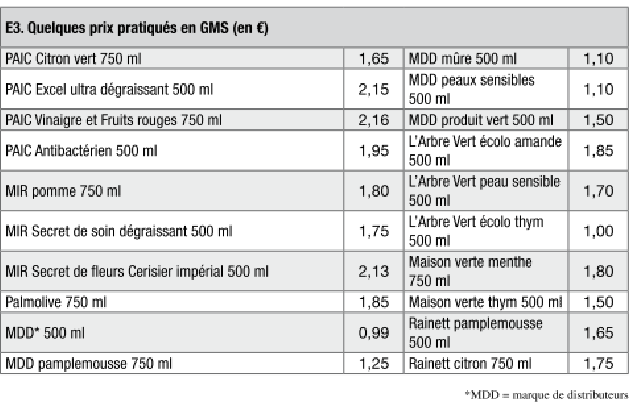 E3. Quelques prix pratiqués en GMS (en €)
PAIC Citron vert 750 ml 1,65 MDD mûre 500 ml 1,10
PAIC Excel ultra dégraissant 500 ml 2,15 MDD peaux sensibles
500 ml 1,10
PAIC Vinaigre et Fruits rouges 750 ml 2,16 MDD produit vert 500 ml 1,50
PAIC Antibactérien 500 ml 1,95 L'Arbre Vert écolo amande
500 ml 1,85
MIR pomme 750 ml 1,80 L'Arbre Vert peau sensible
500 ml 1,70
MIR Secret de soin dégraissant 500 ml 1,75 L'Arbre Vert écolo thym
500 ml 1,00
MIR Secret de fleurs Cerisier impérial 500 ml 2,13 Maison verte menthe
750 ml 1,80
Palmolive 750 ml 1,85 Maison verte thym 500 ml 1,50
MDD* 500 ml 0,99 Rainett pamplemousse
500 ml 1,65
MDD pamplemousse 750 ml 1,25 Rainett citron 750 ml 1,75
*MDD = marque de distributeurs